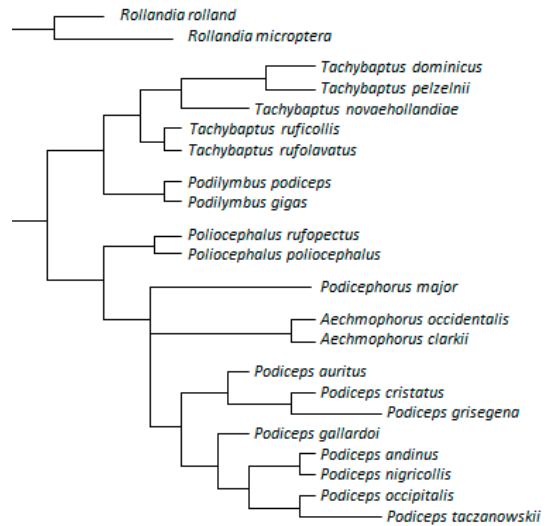 Rollandia rolland
Rollandia microptera
Tachybaptus dominicus
Tachybaptus pelzelnii
Tachybaptus novaehollandiae
Tachybaptus ruficollis
Tachybaptus rufolavatus
Podilymbus podiceps
Podilymbus gigas
Poliocephalus rufopectus
Poliocephalus poliocephalus
Podicephorus major
Aechmophorus occidentalis
Aechmophorus clarkii
Podiceps auritus
Podiceps cristatus
Podiceps grisegena
Podiceps gallardoi
Podiceps andinus
Podiceps nigricollis
Podiceps occipitalis
Podiceps taczanowskii